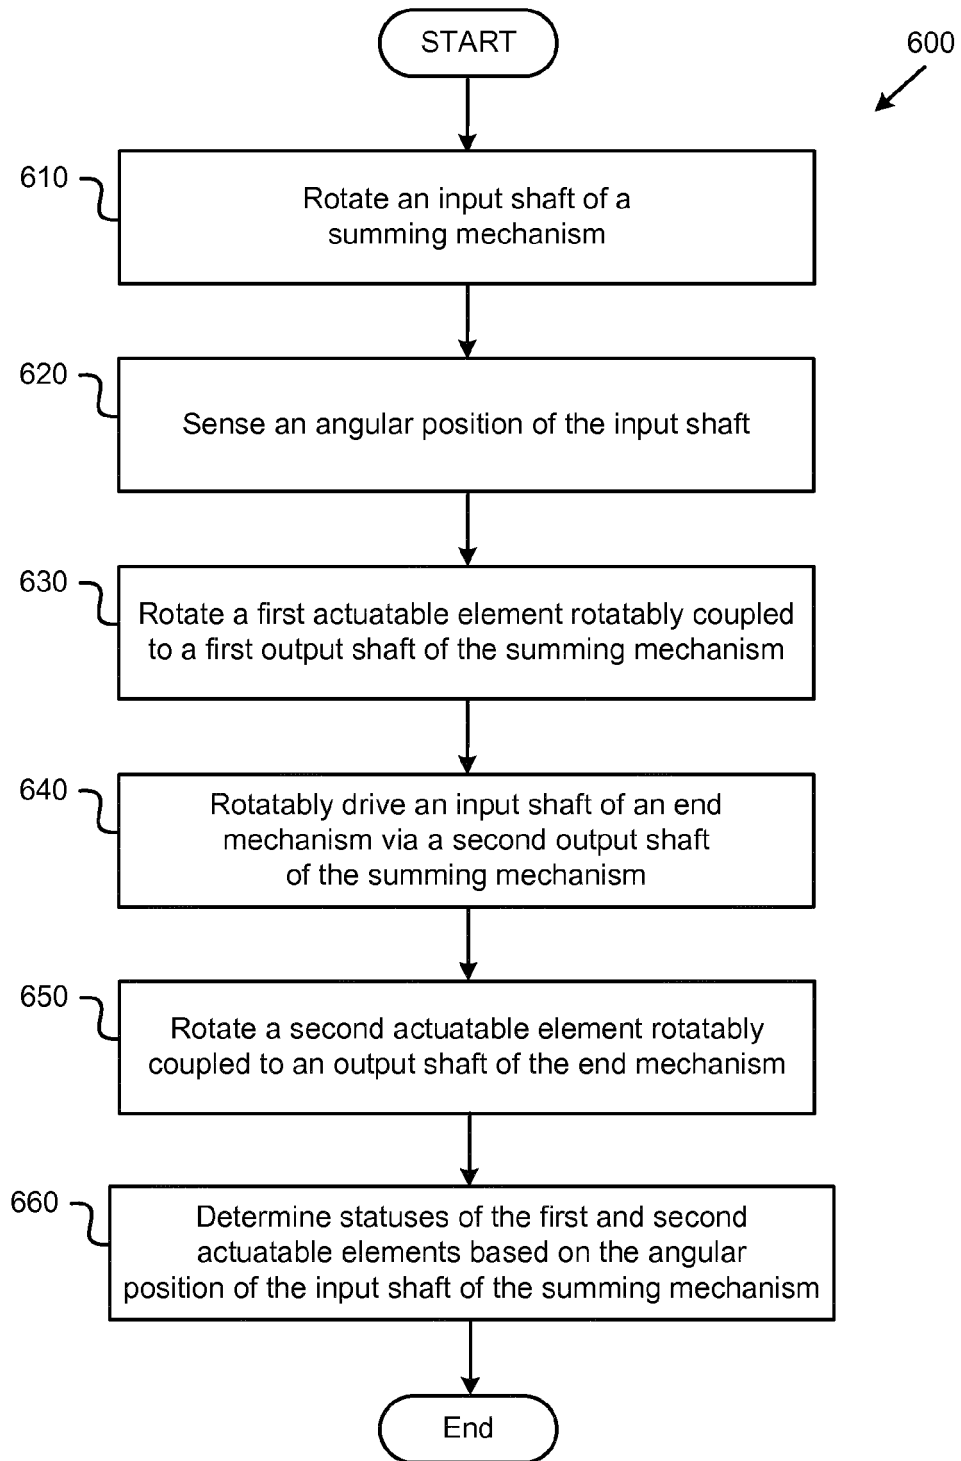 START
600
610
Rotate an input shaft of a
summing mechanism
620
Sense an angular position of the input shaft
630
Rotate a first actuatable element rotatably coupled
to a first output shaft of the summing mechanism
640
Rotatably drive an input shaft of an end
mechanism via a second output shaft
of the summing mechanism
650
Rotate a second actuatable element rotatably
coupled to an output shaft of the end mechanism
660
Determine statuses of the first and second
actuatable elements based on the angular
position of the input shaft of the summing mechanism
End